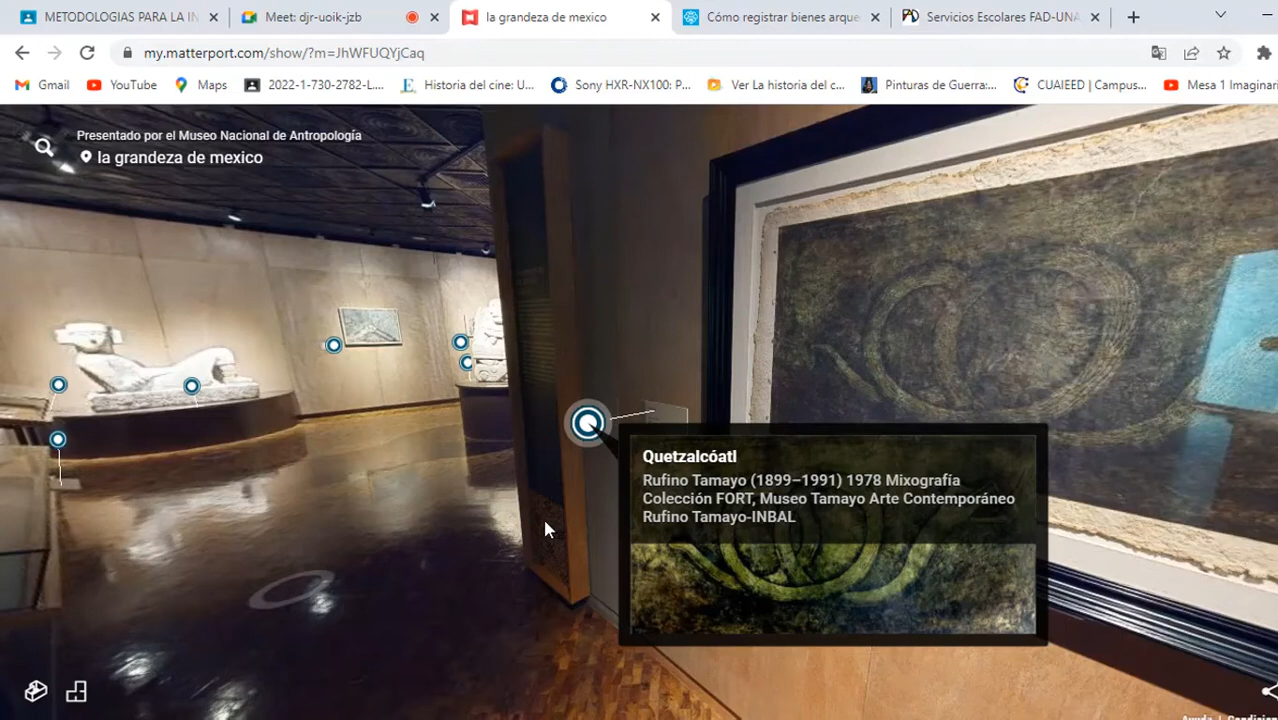 METODOLOGIAS PARA LA IN
Meet: djr-uoik-jzb
la grandeza de mexico
Cómo registrar bienes arque
Servicios Escolares FAD-UNA
my.matterport.com/show/?m=JhWFUQYjCaq
Gmail
YouTube
Maps
2022-1-730-2782-L...
Historia del cine: U...
Sony HXR-NX100: P...
Ver La historia del c...
Pinturas de Guerra:...
CUAIEED | Campus...
Mesa 1 Imaginar
Presentado por el Museo Nacional de Antropología
la grandeza de mexico
Quetzalcóatl
Rufino Tamayo (1899–1991) 1978 Mixografía
Colección FORT, Museo Tamayo Arte Contemporáneo
Rufino Tamayo-INBAL